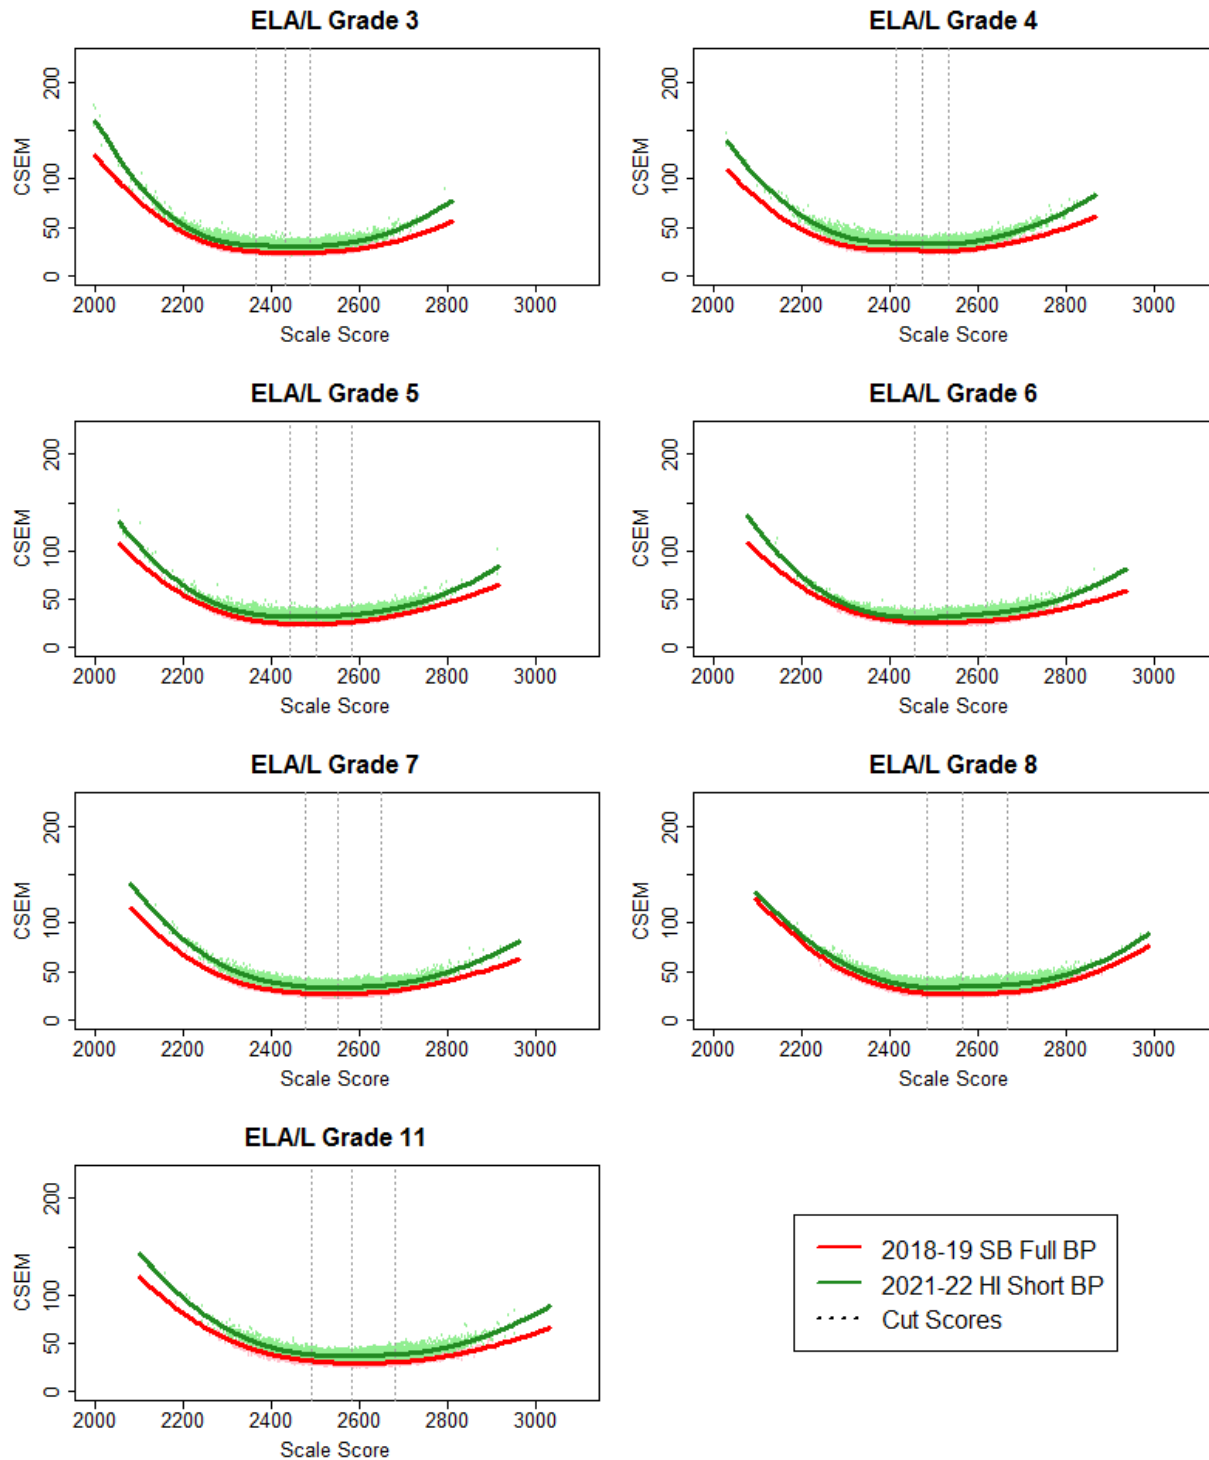 ELA/L Grade 3
ELA/L Grade 4
200
100
50
0
CSEM
2000 2200 2400 2600 2800 3000
Scale Score
200
100
50
0
CSEM
2000 2200 2400 2600 2800 3000
Scale Score
ELA/L Grade 5
ELA/L Grade 6
200
100
50
0
CSEM
2000 2200 2400 2600 2800 3000
Scale Score
200
100
50
0
CSEM
2000 2200 2400 2600 2800 3000
Scale Score
ELA/L Grade 7
ELA/L Grade 8
200
100
50
0
CSEM
2000 2200 2400 2600 2800 3000
Scale Score
200
100
50
0
CSEM
2000 2200 2400 2600 2800 3000
Scale Score
ELA/L Grade 11
200
100
50
0
CSEM
2000 2200 2400 2600 2800 3000
Scale Score
2018-19 SB Full BP
2021-22 HI Short BP
Cut Scores